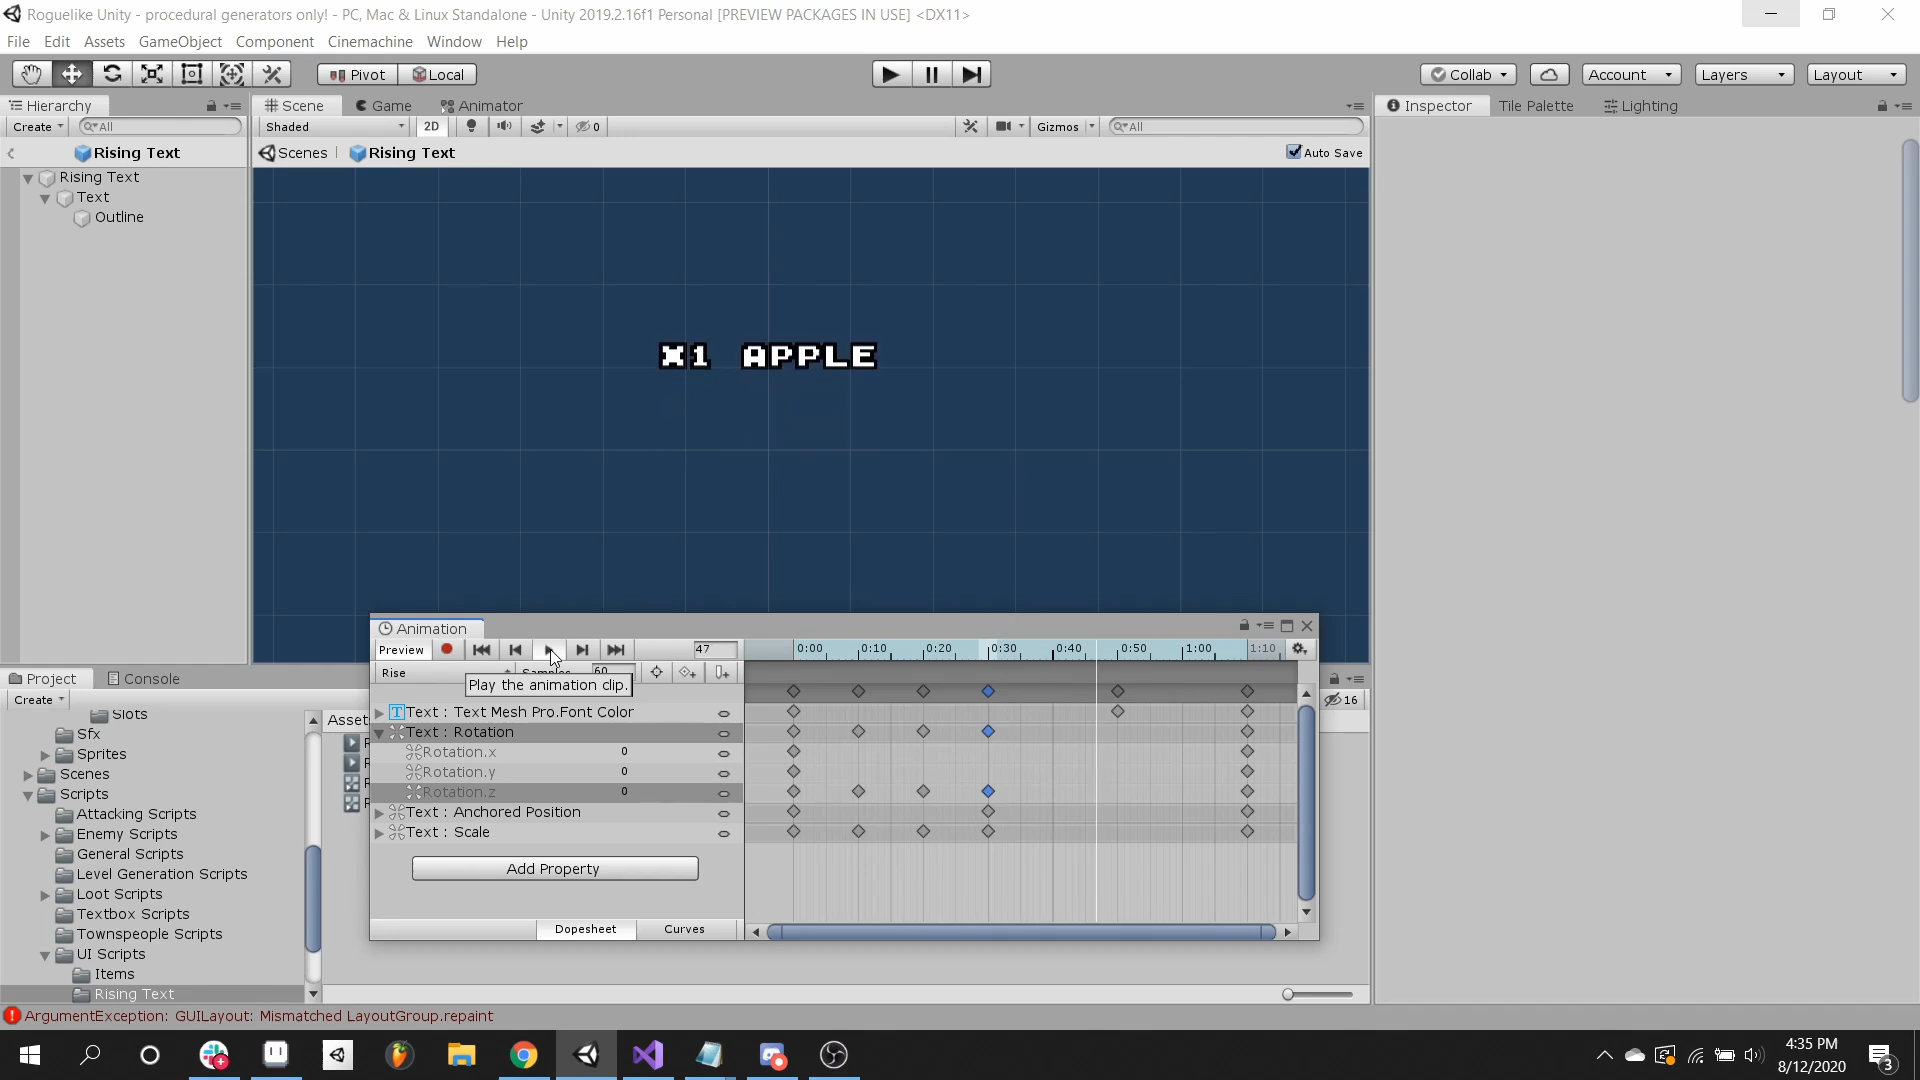 Roguelike Unity - procedural generators only! - PC, Mac & Linux Standalone - Unity 2019.2.16f1 Personal [PREVIEW PACKAGES IN USE] <DX11>
File Edit Assets GameObject Component Cinemachine Window Help
Pivot Local Collab Account Layers Layout
Hierarchy Scene Game Animator Inspector Tile Palette Lighting
Create All Shaded 2D 0 Gizmos All
Rising Text Scenes Rising Text Auto Save
Rising Text
Text
Outline
X1 APPLE
Animation
Preview 47 0:00 0:10 0:20 0:30 0:40 0:50 1:00 1:10
Rise
Play the animation clip.
Text : Text Mesh Pro.Font Color
Text : Rotation
Rotation.x 0
Rotation.y 0
Rotation.z 0
Text : Anchored Position
Text : Scale
Add Property
Dopesheet Curves
Project Console
Create 16
Slots
Sfx
Sprites
Scenes
Scripts
Attacking Scripts
Enemy Scripts
General Scripts
Level Generation Scripts
Loot Scripts
Textbox Scripts
Townspeople Scripts
UI Scripts
Items
Rising Text
ArgumentException: GUILayout: Mismatched LayoutGroup.repaint
4:35 PM
8/12/2020
3